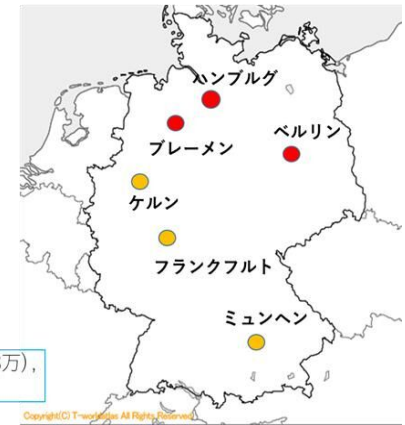 ハンブルグ
ブレーメン
ベルリン
ケルン
フランクフルト
ミュンヘン
万),
Copyright(C) T-worldatlas All Rights Reserved